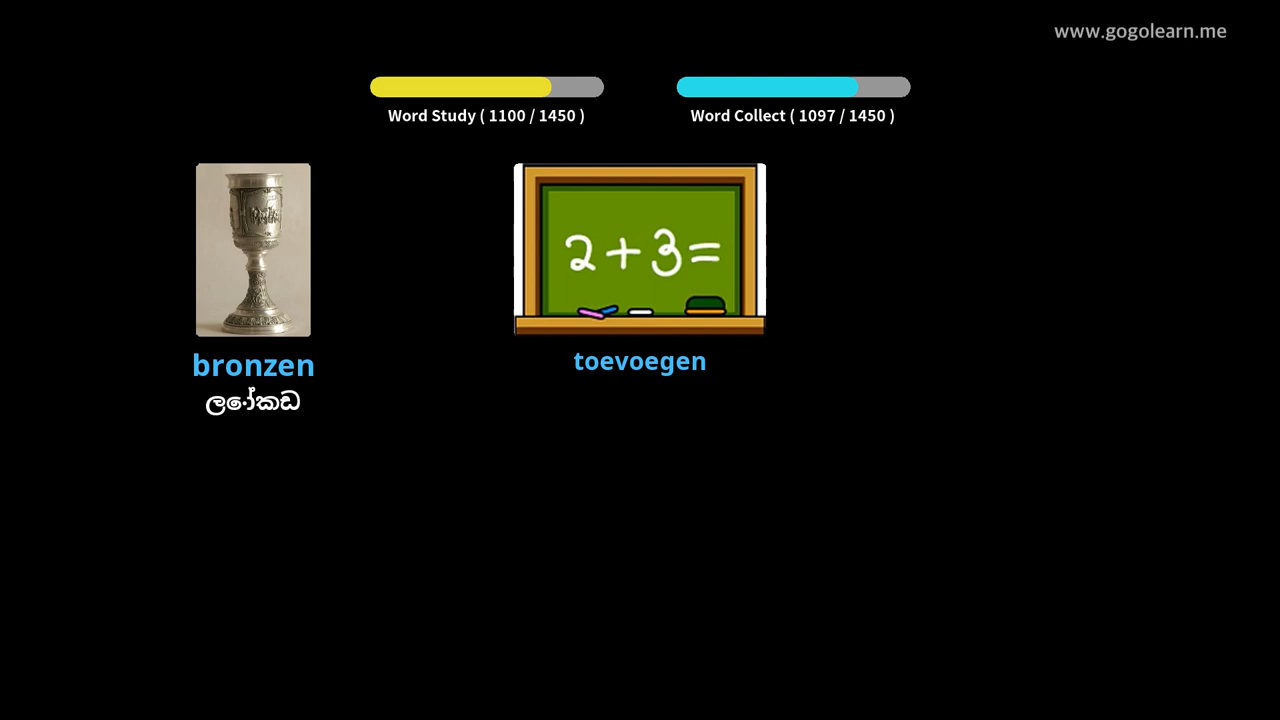 www.gogolearn.me
Word Study ( 1100 / 1450 )
Word Collect ( 1097 / 1450 )
2+3=
bronzen
ලෝකඩ
toevoegen